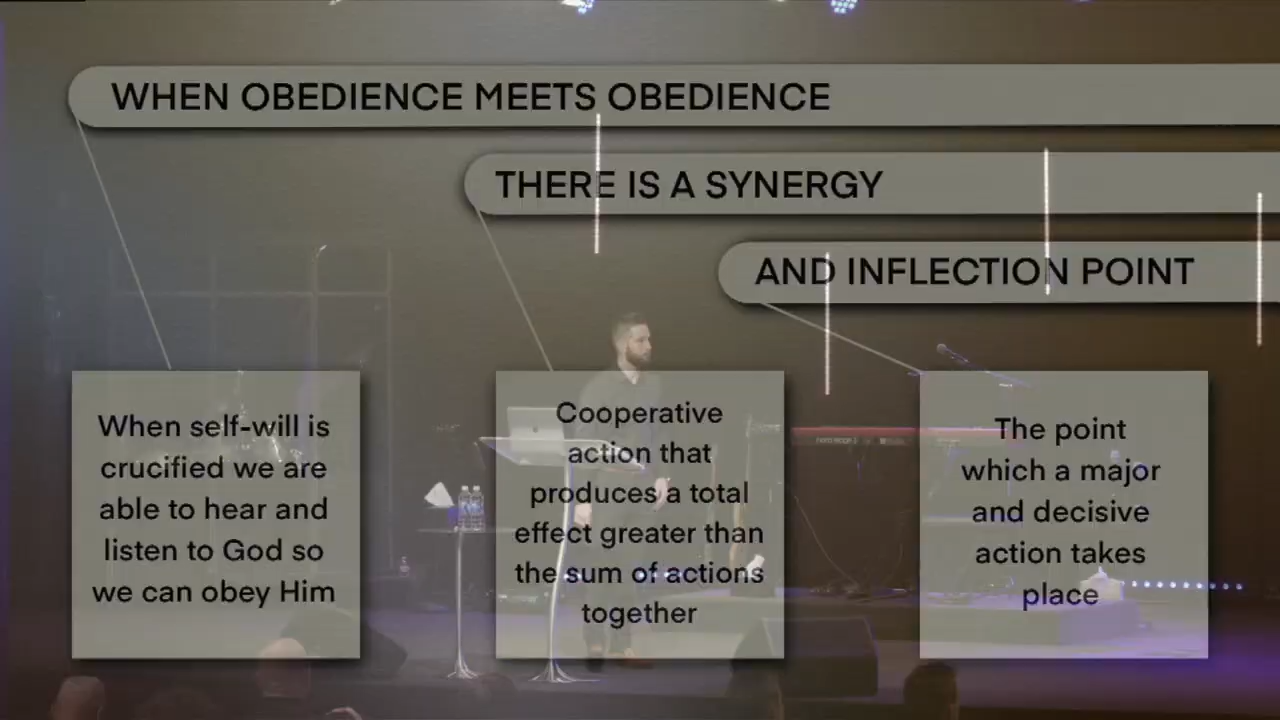 WHEN OBEDIENCE MEETS OBEDIENCE
THERE IS A SYNERGY
AND INFLECTION POINT
When self-will is
crucified we are
able to hear and
listen to God so
we can obey Him
Cooperative
action that
produces a total
effect greater than
the sum of actions
together
The point
which a major
and decisive
action takes
place